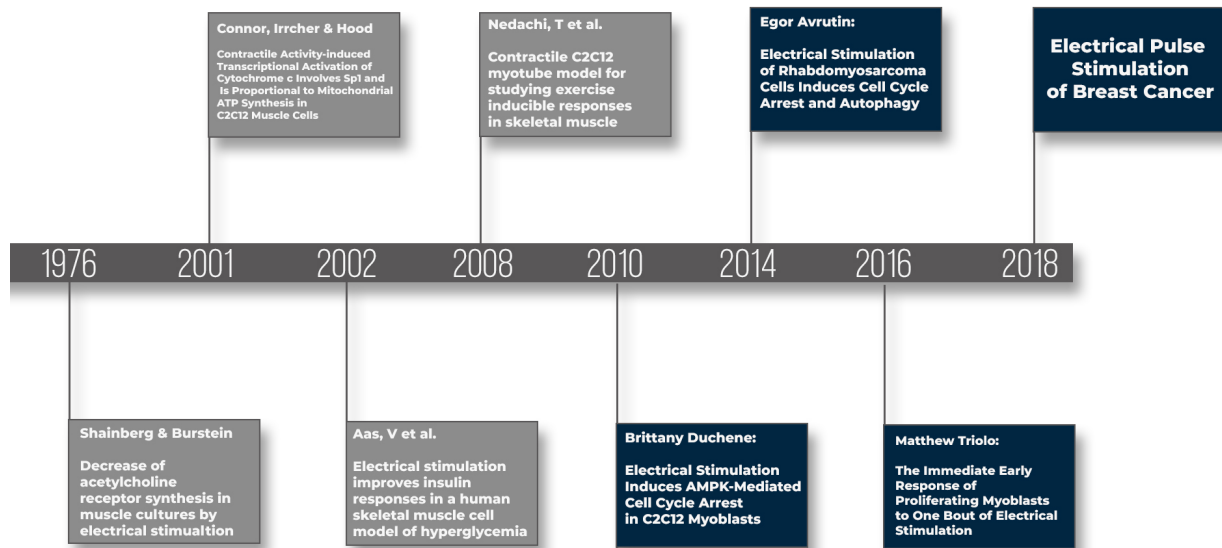 Connor, Irrcher & Hood
Contractile Activity-induced
Transcriptional Activation of
Cytochrome c Involves Sp1 and
Is Proportional to Mitochondrial
ATP Synthesis in
C2C12 Muscle Cells
Nedachi, T et al.
Contractile C2C12
myotube model for
studying exercise
inducible responses
in skeletal muscle
Egor Avrutin:
Electrical Stimulation
of Rhabdomyosarcoma
Cells Induces Cell Cycle
Arrest and Autophagy
Electrical Pulse
Stimulation
of Breast Cancer
1976 2001 2002 2008 2010 2014 2016 2018
Shainberg & Burstein
Decrease of
acetylcholine
receptor synthesis in
muscle cultures by
electrical stimualtion
Aas, V et al.
Electrical stimulation
improves insulin
responses in a human
skeletal muscle cell
model of hyperglycemia
Brittany Duchene:
Electrical Stimulation
Induces AMPK-Mediated
Cell Cycle Arrest
in C2C12 Myoblasts
Matthew Triolo:
The Immediate Early
Response of
Proliferating Myoblasts
to One Bout of Electrical
Stimulation